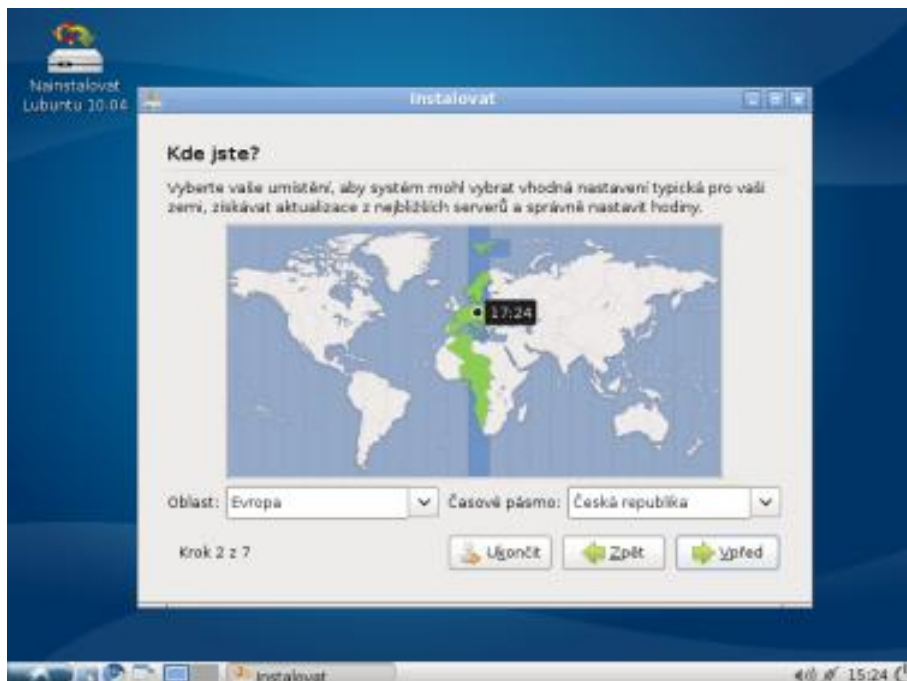 Nainstalovat
Lubuntu 10.04
Instalovat
Kde jste?
Vyberte vaše umístění, aby systém mohl vybrat vhodná nastavení typická pro vaši
zemi, získávat aktualizace z nejbližších serverů a správně nastavit hodiny.
17:24
Oblast: Evropa Časové pásmo: Česká republika
Krok 2 z 7 Ukončit Zpět Vpřed
Instalovat 15:24